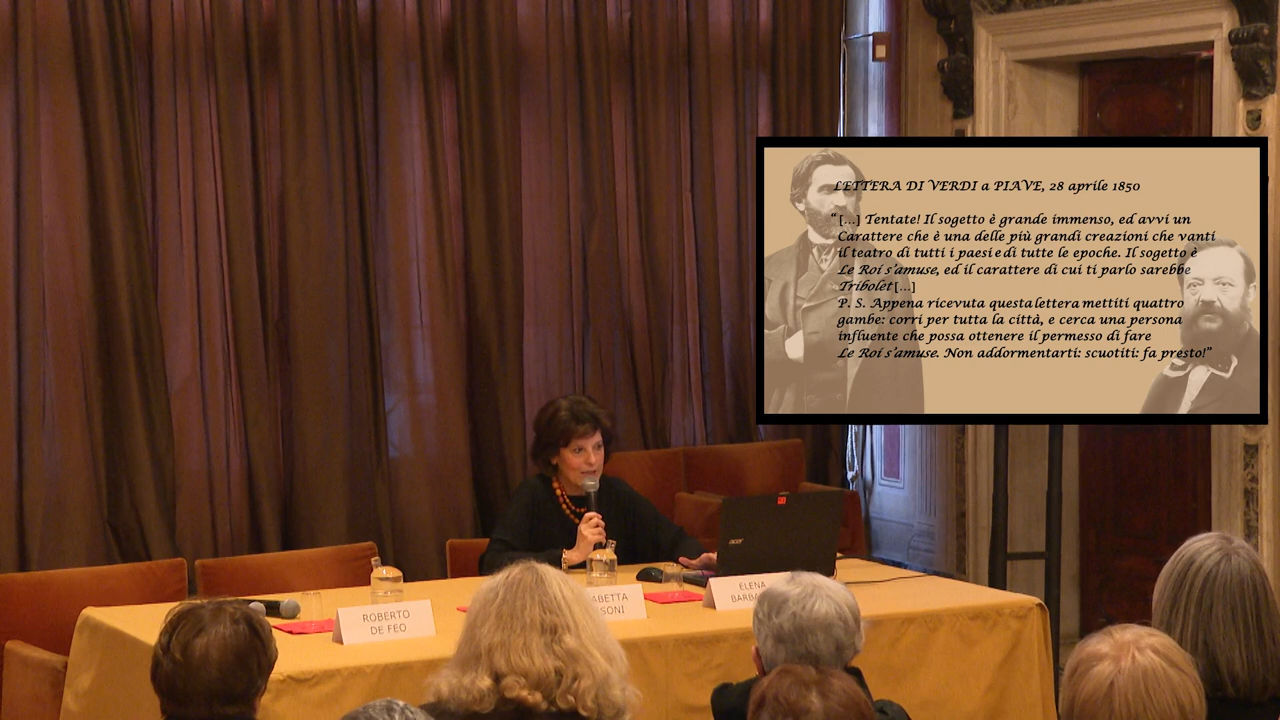 LETTERA DI VERDI a PIAVE, 28 aprile 1850
“[...] Tentate! Il sogetto è grande immenso, ed avvi un
Carattere che è una delle più grandi creazioni che vanti
il teatro di tutti i paesi e di tutte le epoche. Il sogetto è
Le Roi s’amuse, ed il carattere di cui ti parlo sarebbe
Tribolet [...]
P. S. Appena ricevuta questa lettera mettiti quattro
gambe: corri per tutta la città, e cerca una persona
influente che possa ottenere il permesso di fare
Le Roi s’amuse. Non addormentarti: scuotiti: fa presto!”
acer
ROBERTO
DE FEO
ELENA